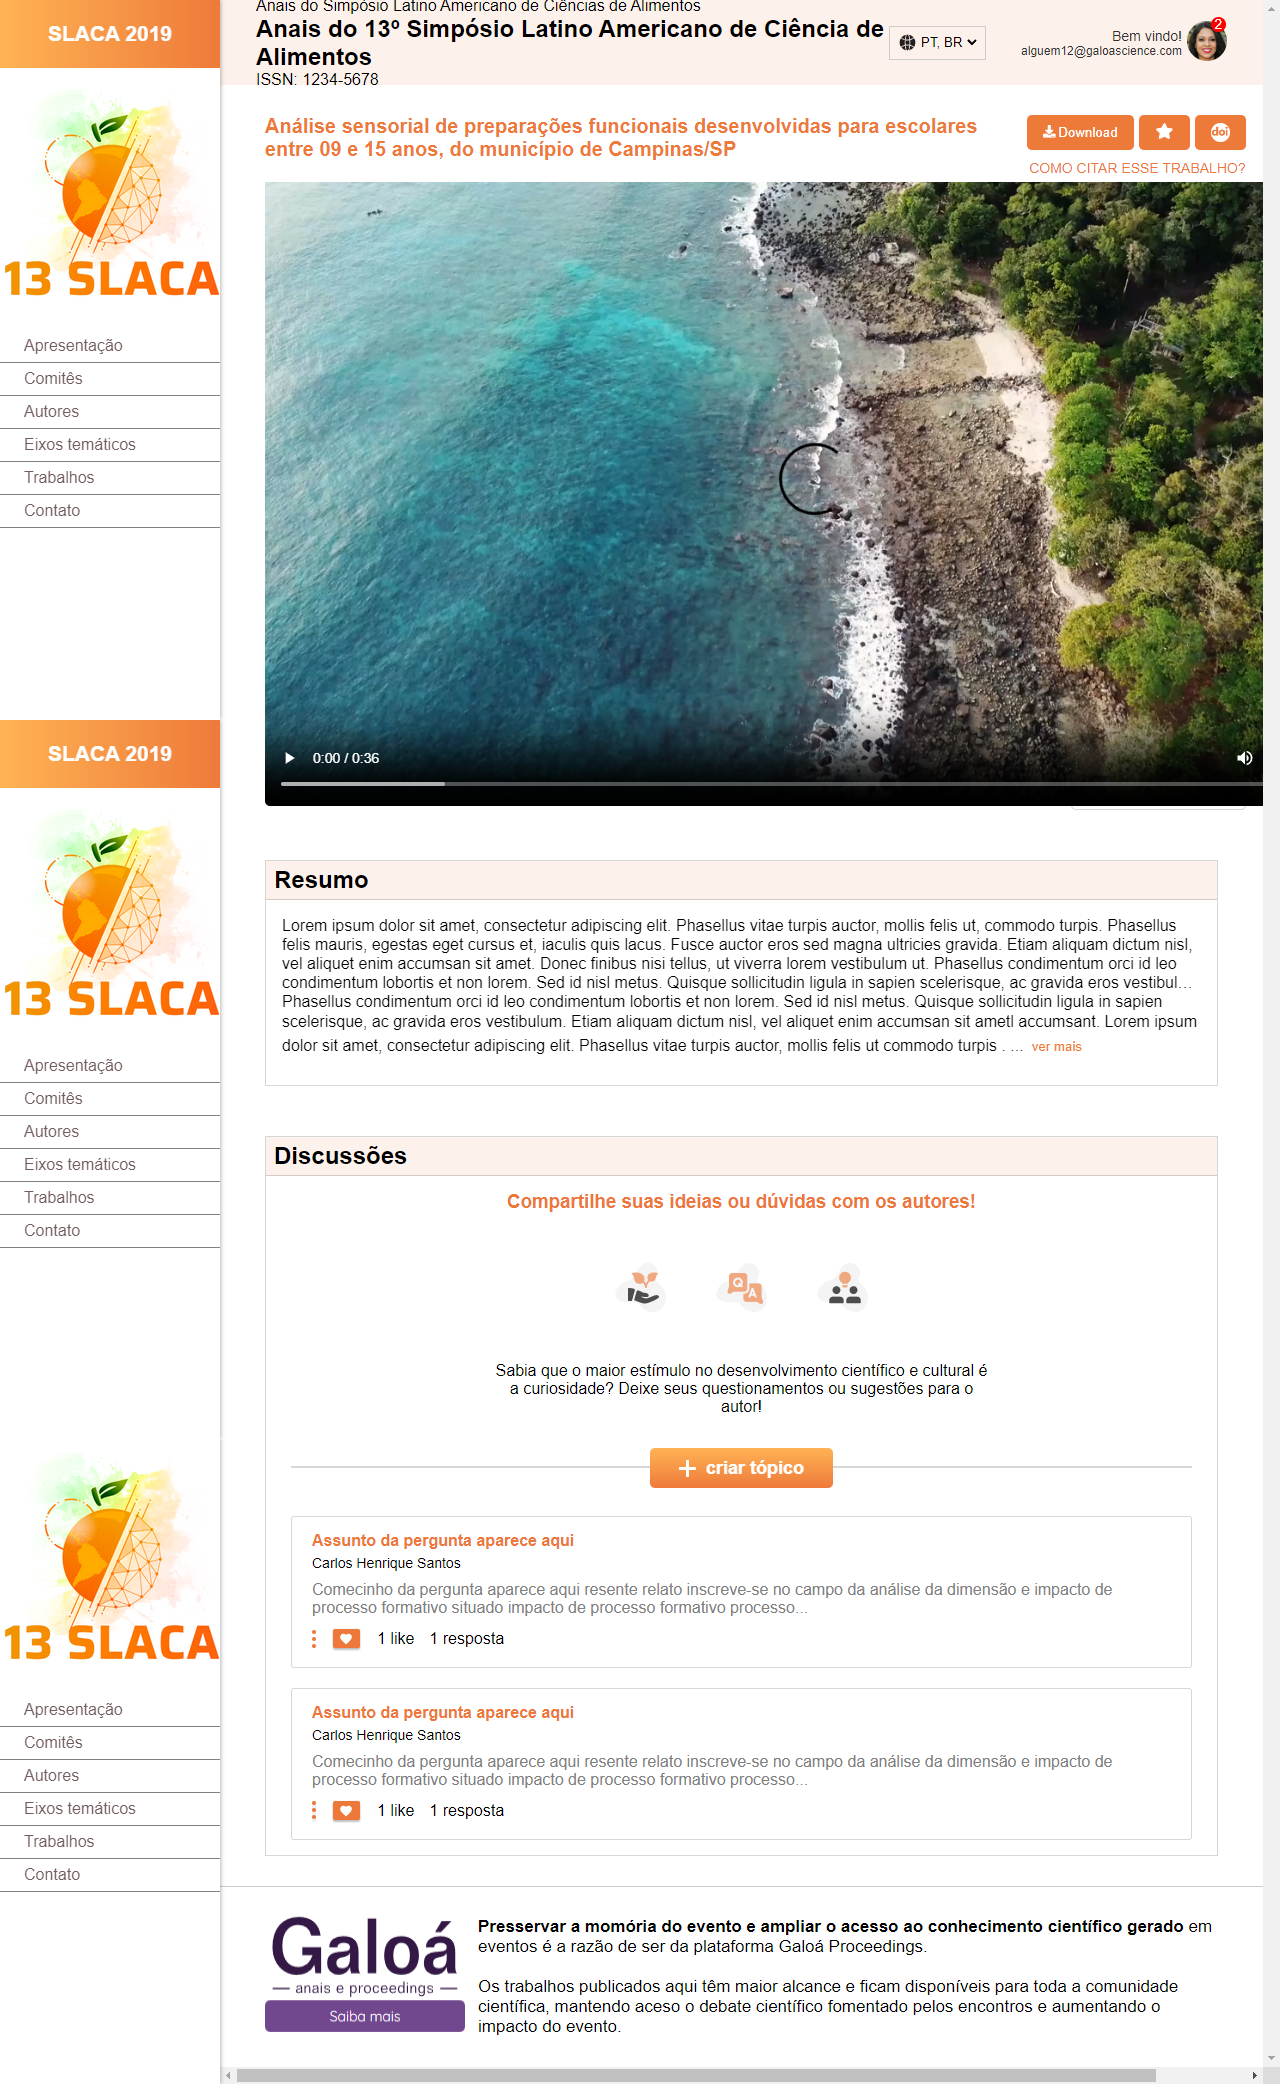 SLACA 2019
13 SLACA
Apresentação
Comitês
Autores
Eixos temáticos
Trabalhos
Contato
SLACA 2019
13 SLACA
Apresentação
Comitês
Autores
Eixos temáticos
Trabalhos
Contato
13 SLACA
Apresentação
Comitês
Autores
Eixos temáticos
Trabalhos
Contato
Anais do Simpósio Latino Americano de Ciências de Alimentos
Anais do 13º Simpósio Latino Americano de Ciência de
Alimentos
ISSN: 1234-5678
PT, BR
Bem vindo!
alguem12@galoascience.com
2
Análise sensorial de preparações funcionais desenvolvidas para escolares
entre 09 e 15 anos, do município de Campinas/SP
Download
doi
COMO CITAR ESSE TRABALHO?
0:00 / 0:36
Resumo
Lorem ipsum dolor sit amet, consectetur adipiscing elit. Phasellus vitae turpis auctor, mollis felis ut, commodo turpis. Phasellus
felis mauris, egestas eget cursus et, iaculis quis lacus. Fusce auctor eros sed magna ultricies gravida. Etiam aliquam dictum nisl,
vel aliquet enim accumsan sit amet. Donec finibus nisi tellus, ut viverra lorem vestibulum ut. Phasellus condimentum orci id leo
condimentum lobortis et non lorem. Sed id nisl metus. Quisque sollicitudin ligula in sapien scelerisque, ac gravida eros vestibul...
Phasellus condimentum orci id leo condimentum lobortis et non lorem. Sed id nisl metus. Quisque sollicitudin ligula in sapien
scelerisque, ac gravida eros vestibulum. Etiam aliquam dictum nisl, vel aliquet enim accumsan sit ametl accumsant. Lorem ipsum
dolor sit amet, consectetur adipiscing elit. Phasellus vitae turpis auctor, mollis felis ut commodo turpis . ... ver mais
Discussões
Compartilhe suas ideias ou dúvidas com os autores!
Q
A
Sabia que o maior estímulo no desenvolvimento científico e cultural é
a curiosidade? Deixe seus questionamentos ou sugestões para o
autor!
+ criar tópico
Assunto da pergunta aparece aqui
Carlos Henrique Santos
Comecinho da pergunta aparece aqui resente relato inscreve-se no campo da análise da dimensão e impacto de
processo formativo situado impacto de processo formativo processo...
1 like 1 resposta
Assunto da pergunta aparece aqui
Carlos Henrique Santos
Comecinho da pergunta aparece aqui resente relato inscreve-se no campo da análise da dimensão e impacto de
processo formativo situado impacto de processo formativo processo...
1 like 1 resposta
Galoá
anais e proceedings
Saiba mais
Presservar a momória do evento e ampliar o acesso ao conhecimento científico gerado em
eventos é a razão de ser da plataforma Galoá Proceedings.
Os trabalhos publicados aqui têm maior alcance e ficam disponíveis para toda a comunidade
científica, mantendo aceso o debate científico fomentado pelos encontros e aumentando o
impacto do evento.